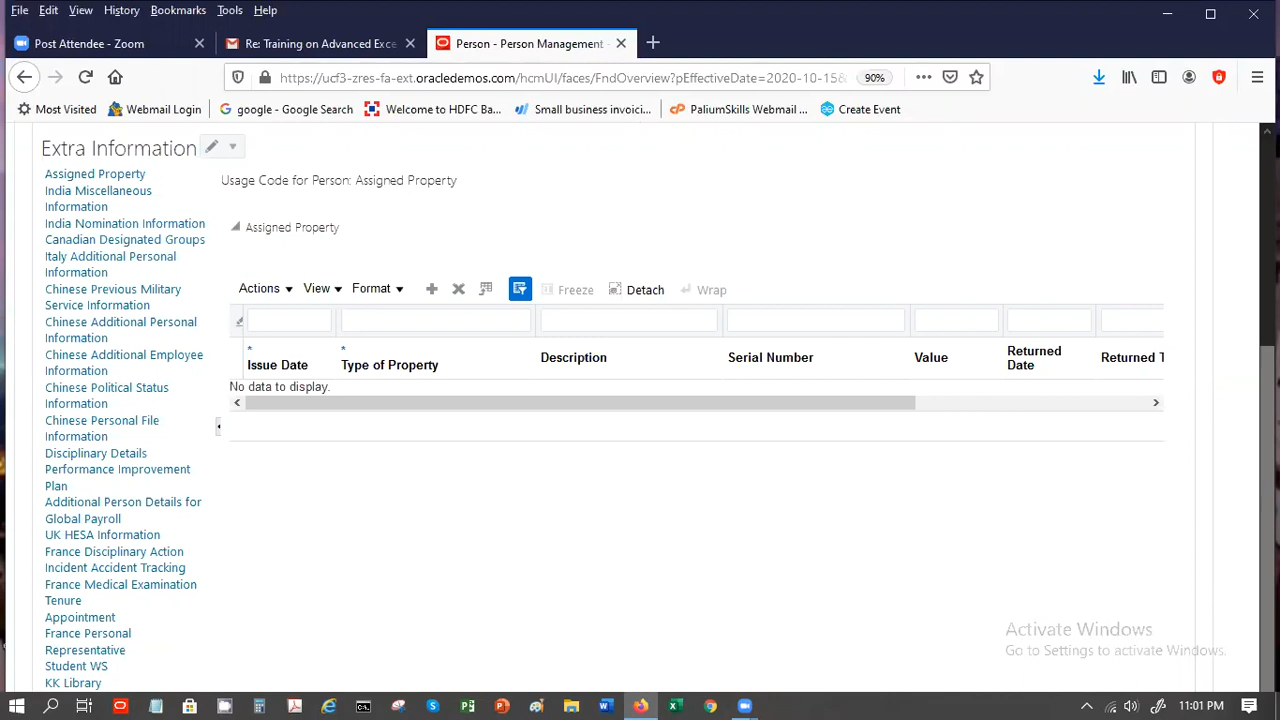 File Edit View History Bookmarks Tools Help
Post Attendee - Zoom
Re: Training on Advanced Exce
Person - Person Management -
https://ucf3-zres-fa-ext.oracledemos.com/hcmUI/faces/FndOverview?pEffectiveDate=2020-10-15&
90%
Most Visited
Webmail Login
google - Google Search
Welcome to HDFC Ba...
Small business invoicin...
PaliumSkills Webmail ...
Create Event
Extra Information
Assigned Property
India Miscellaneous
Information
India Nomination Information
Canadian Designated Groups
Italy Additional Personal
Information
Chinese Previous Military
Service Information
Chinese Additional Personal
Information
Chinese Additional Employee
Information
Chinese Political Status
Information
Chinese Personal File
Information
Disciplinary Details
Performance Improvement
Plan
Additional Person Details for
Global Payroll
UK HESA Information
France Disciplinary Action
Incident Accident Tracking
France Medical Examination
Tenure
Appointment
France Personal
Representative
Student WS
KK Library
Usage Code for Person: Assigned Property
Assigned Property
Actions View Format Freeze Detach Wrap
* Issue Date
* Type of Property
Description
Serial Number
Value
Returned
Date
Returned T
No data to display.
Activate Windows
Go to Settings to activate Windows.
11:01 PM